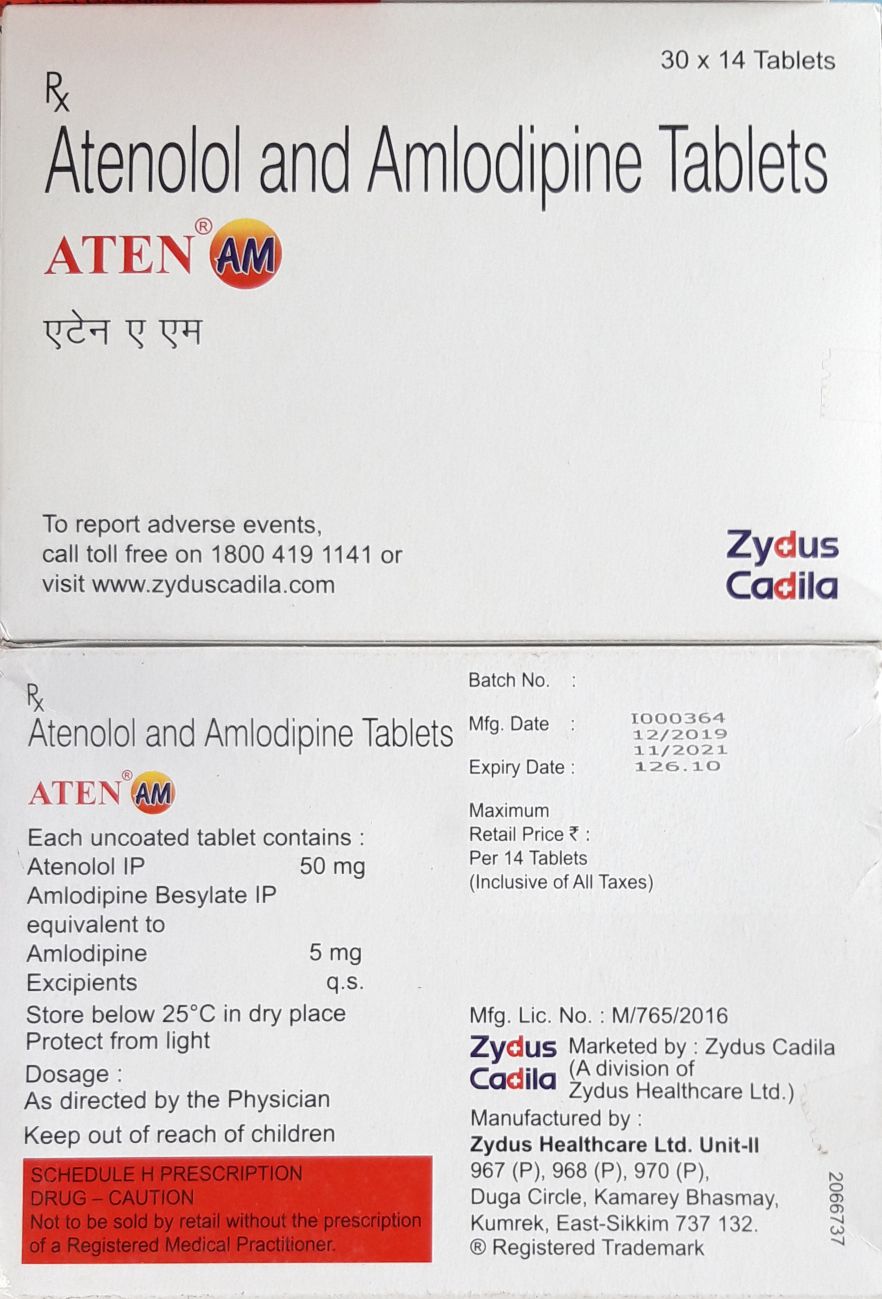 30 x 14 Tablets
Rx
Atenolol and Amlodipine Tablets
ATEN® AM
एटेन ए एम
To report adverse events,
call toll free on 1800 419 1141 or
visit www.zyduscadila.com
Zydus
Cadila
Rx
Atenolol and Amlodipine Tablets
ATEN® AM
Each uncoated tablet contains :
Atenolol IP 50 mg
Amlodipine Besylate IP
equivalent to
Amlodipine 5 mg
Excipients q.s.
Store below 25°C in dry place
Protect from light
Dosage :
As directed by the Physician
Keep out of reach of children
SCHEDULE H PRESCRIPTION
DRUG – CAUTION
Not to be sold by retail without the prescription
of a Registered Medical Practitioner.
Batch No. :
Mfg. Date :
Expiry Date :
Maximum
Retail Price ₹ :
Per 14 Tablets
(Inclusive of All Taxes)
I000364
12/2019
11/2021
126.10
Mfg. Lic. No. : M/765/2016
Zydus
Cadila
Marketed by : Zydus Cadila
(A division of
Zydus Healthcare Ltd.)
Manufactured by :
Zydus Healthcare Ltd. Unit-II
967 (P), 968 (P), 970 (P),
Duga Circle, Kamarey Bhasmay,
Kumrek, East-Sikkim 737 132.
® Registered Trademark
2066737